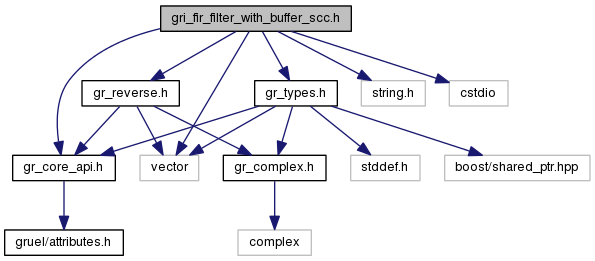 gri_fir_filter_with_buffer_scc.h
gr_reverse.h
gr_types.h
string.h
cstdio
gr_core_api.h
vector
gr_complex.h
stddef.h
boost/shared_ptr.hpp
gruel/attributes.h
complex